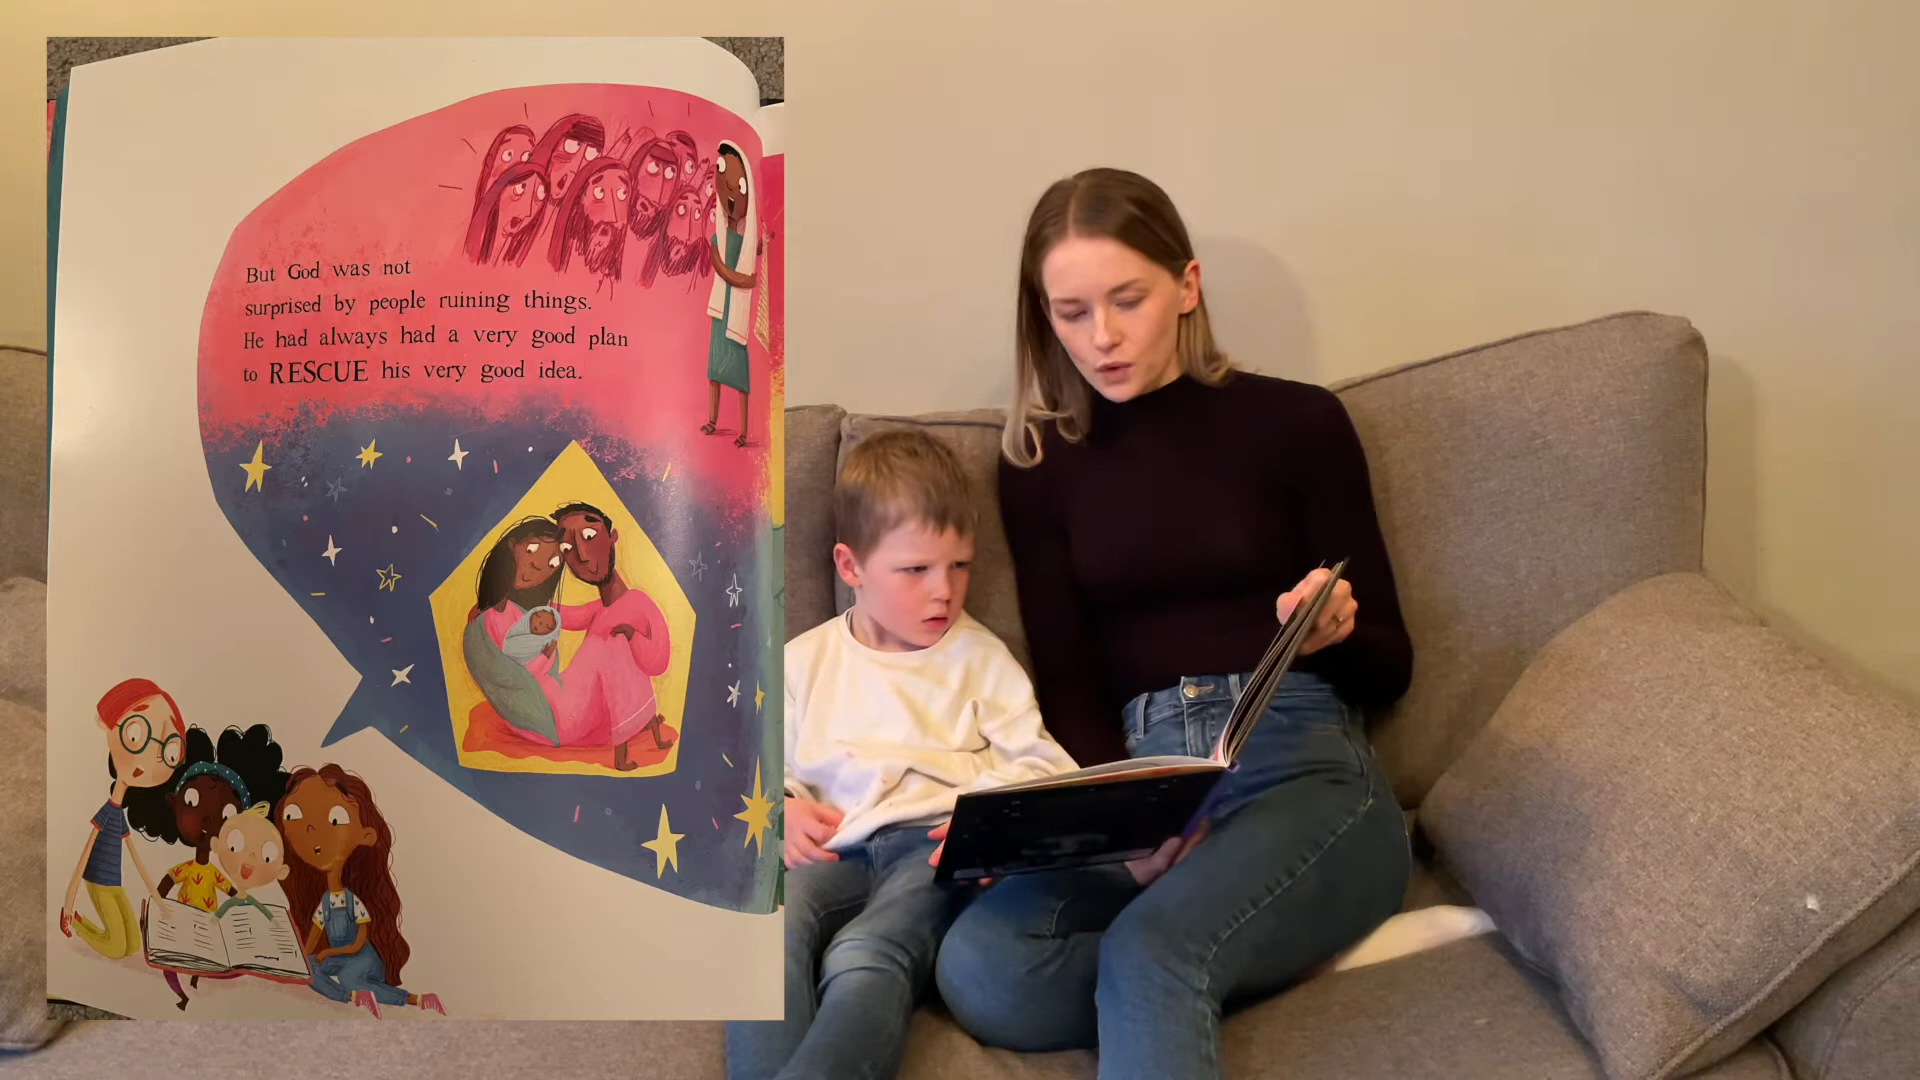 But God was not
surprised by people ruining things.
He had always had a very good plan
to RESCUE his very good idea.